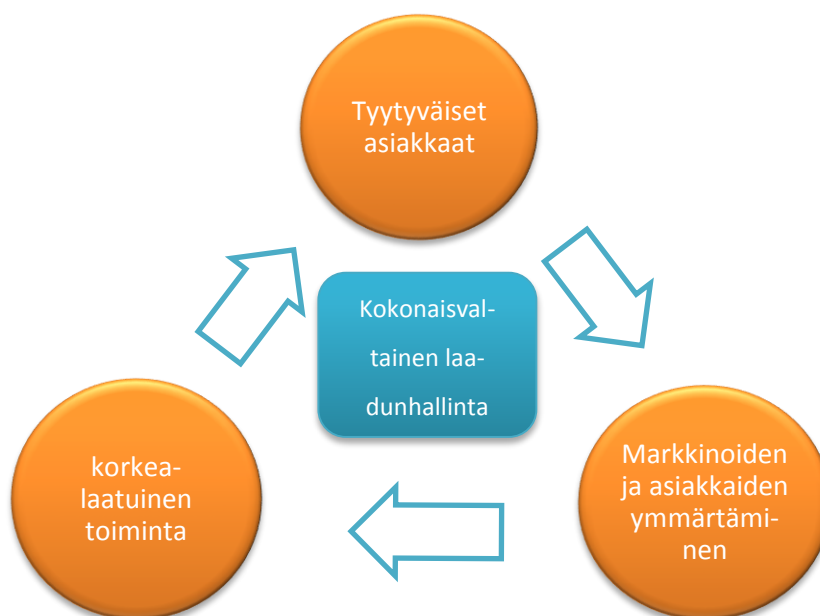 Tyytyväiset
asiakkaat
Kokonaisval-
tainen laa-
dunhallinta
korkea-
laatuinen
toiminta
Markkinoiden
ja asiakkaiden
ymmärtämi-
nen